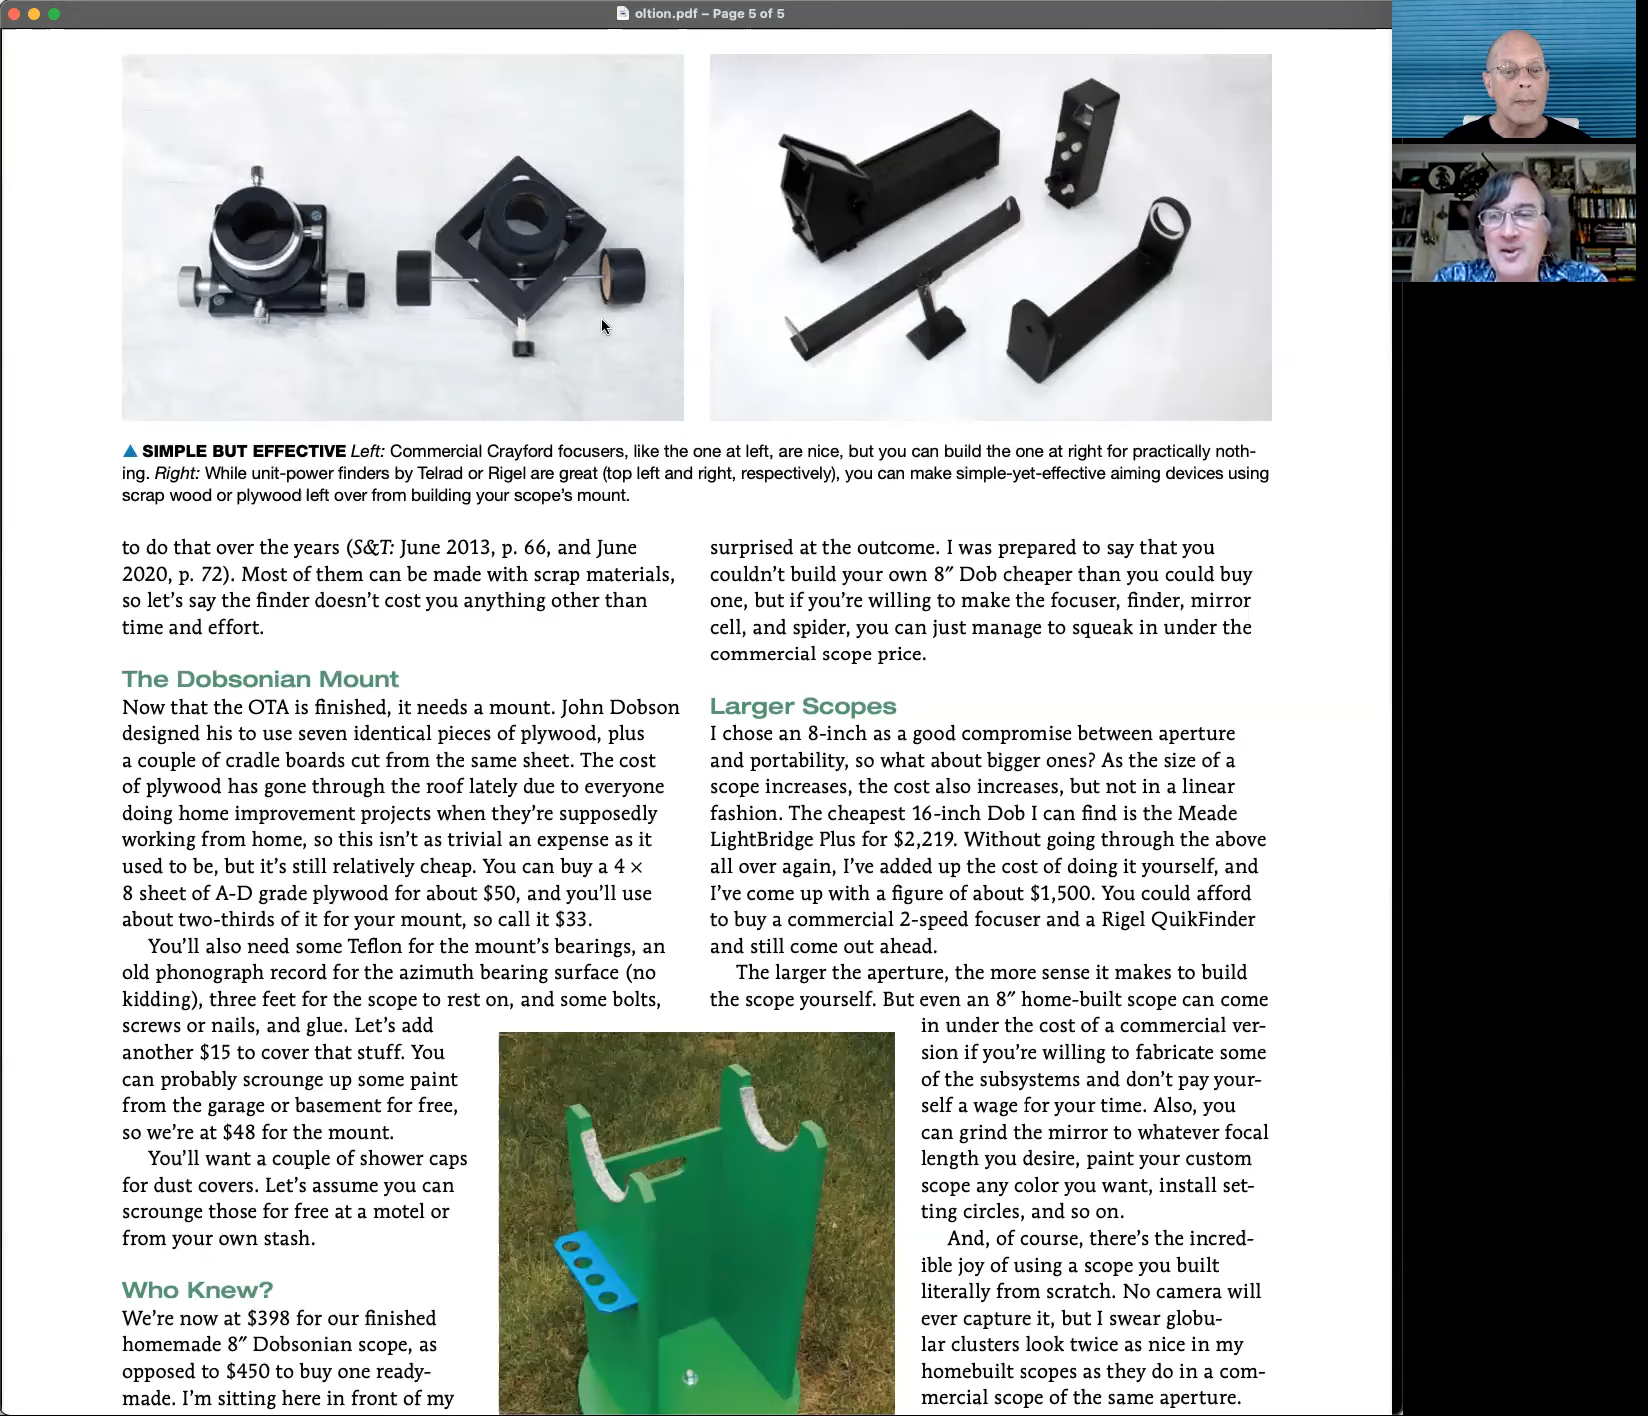 oltion.pdf – Page 5 of 5
▲ SIMPLE BUT EFFECTIVE Left: Commercial Crayford focusers, like the one at left, are nice, but you can build the one at right for practically noth-
ing. Right: While unit-power finders by Telrad or Rigel are great (top left and right, respectively), you can make simple-yet-effective aiming devices using
scrap wood or plywood left over from building your scope's mount.
to do that over the years (S&T: June 2013, p. 66, and June
2020, p. 72). Most of them can be made with scrap materials,
so let's say the finder doesn't cost you anything other than
time and effort.
The Dobsonian Mount
Now that the OTA is finished, it needs a mount. John Dobson
designed his to use seven identical pieces of plywood, plus
a couple of cradle boards cut from the same sheet. The cost
of plywood has gone through the roof lately due to everyone
doing home improvement projects when they're supposedly
working from home, so this isn't as trivial an expense as it
used to be, but it's still relatively cheap. You can buy a 4 ×
8 sheet of A-D grade plywood for about $50, and you'll use
about two-thirds of it for your mount, so call it $33.
You'll also need some Teflon for the mount's bearings, an
old phonograph record for the azimuth bearing surface (no
kidding), three feet for the scope to rest on, and some bolts,
screws or nails, and glue. Let's add
another $15 to cover that stuff. You
can probably scrounge up some paint
from the garage or basement for free,
so we're at $48 for the mount.
You'll want a couple of shower caps
for dust covers. Let's assume you can
scrounge those for free at a motel or
from your own stash.
Who Knew?
We're now at $398 for our finished
homemade 8″ Dobsonian scope, as
opposed to $450 to buy one ready-
made. I'm sitting here in front of my
surprised at the outcome. I was prepared to say that you
couldn't build your own 8″ Dob cheaper than you could buy
one, but if you're willing to make the focuser, finder, mirror
cell, and spider, you can just manage to squeak in under the
commercial scope price.
Larger Scopes
I chose an 8-inch as a good compromise between aperture
and portability, so what about bigger ones? As the size of a
scope increases, the cost also increases, but not in a linear
fashion. The cheapest 16-inch Dob I can find is the Meade
LightBridge Plus for $2,219. Without going through the above
all over again, I've added up the cost of doing it yourself, and
I've come up with a figure of about $1,500. You could afford
to buy a commercial 2-speed focuser and a Rigel QuikFinder
and still come out ahead.
The larger the aperture, the more sense it makes to build
the scope yourself. But even an 8″ home-built scope can come
in under the cost of a commercial ver-
sion if you're willing to fabricate some
of the subsystems and don't pay your-
self a wage for your time. Also, you
can grind the mirror to whatever focal
length you desire, paint your custom
scope any color you want, install set-
ting circles, and so on.
And, of course, there's the incred-
ible joy of using a scope you built
literally from scratch. No camera will
ever capture it, but I swear globu-
lar clusters look twice as nice in my
homebuilt scopes as they do in a com-
mercial scope of the same aperture.